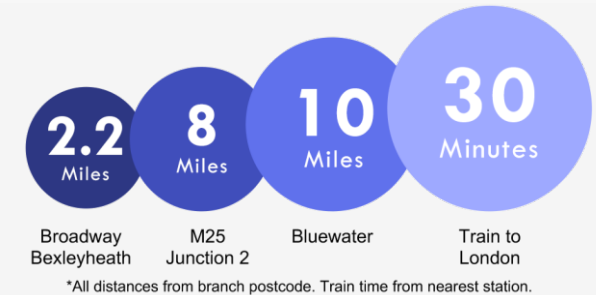 2.2
Miles
8
Miles
10
Miles
30
Minutes
Broadway
Bexleyheath
M25
Junction 2
Bluewater
Train to
London
*All distances from branch postcode. Train time from nearest station.